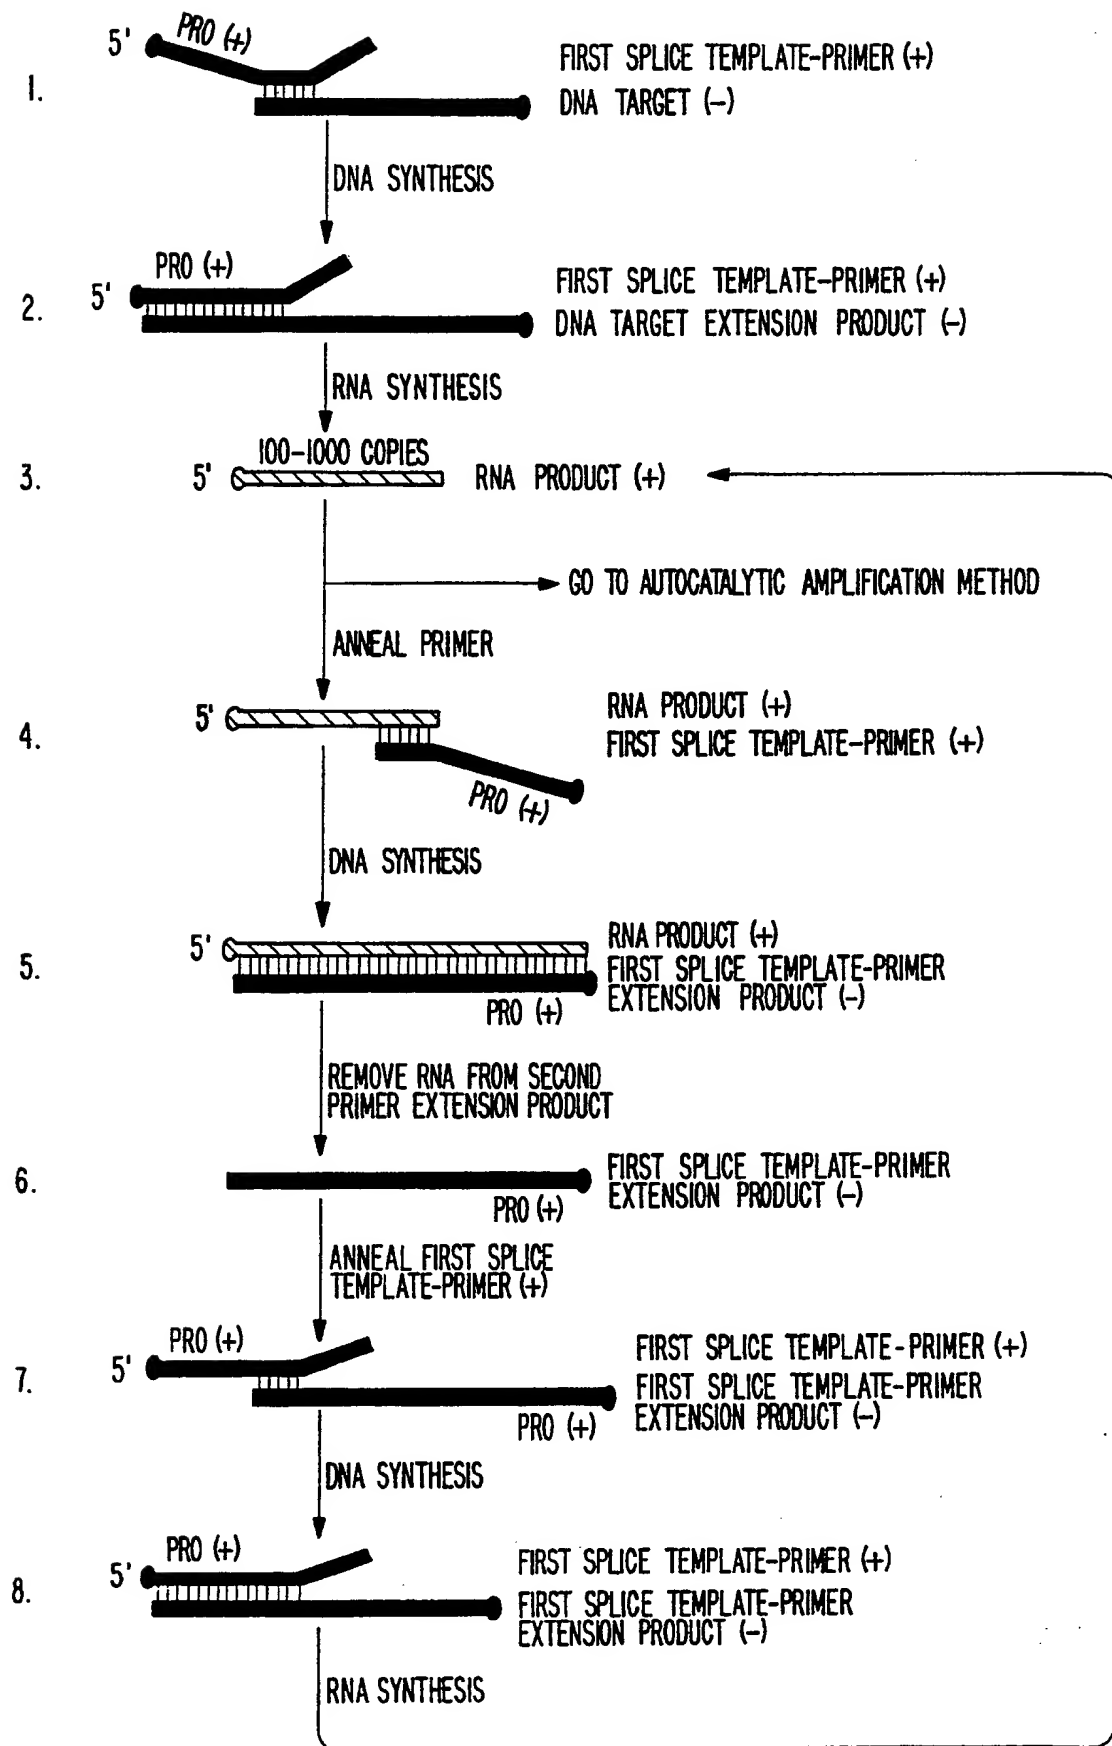 5' PRO (+)
1. FIRST SPLICE TEMPLATE-PRIMER (+)
DNA TARGET (-)
DNA SYNTHESIS
PRO (+)
2. 5' FIRST SPLICE TEMPLATE-PRIMER (+)
DNA TARGET EXTENSION PRODUCT (-)
RNA SYNTHESIS
100-1000 COPIES
3. 5' RNA PRODUCT (+)
GO TO AUTOCATALYTIC AMPLIFICATION METHOD
ANNEAL PRIMER
4. 5' RNA PRODUCT (+)
FIRST SPLICE TEMPLATE-PRIMER (+)
PRO (+)
DNA SYNTHESIS
5. 5' RNA PRODUCT (+)
FIRST SPLICE TEMPLATE-PRIMER
EXTENSION PRODUCT (-)
PRO (+)
REMOVE RNA FROM SECOND
PRIMER EXTENSION PRODUCT
6. FIRST SPLICE TEMPLATE-PRIMER
EXTENSION PRODUCT (-)
PRO (+)
ANNEAL FIRST SPLICE
TEMPLATE-PRIMER (+)
PRO (+)
7. 5' FIRST SPLICE TEMPLATE-PRIMER (+)
FIRST SPLICE TEMPLATE-PRIMER
EXTENSION PRODUCT (-)
PRO (+)
DNA SYNTHESIS
PRO (+)
8. 5' FIRST SPLICE TEMPLATE-PRIMER (+)
FIRST SPLICE TEMPLATE-PRIMER
EXTENSION PRODUCT (-)
RNA SYNTHESIS